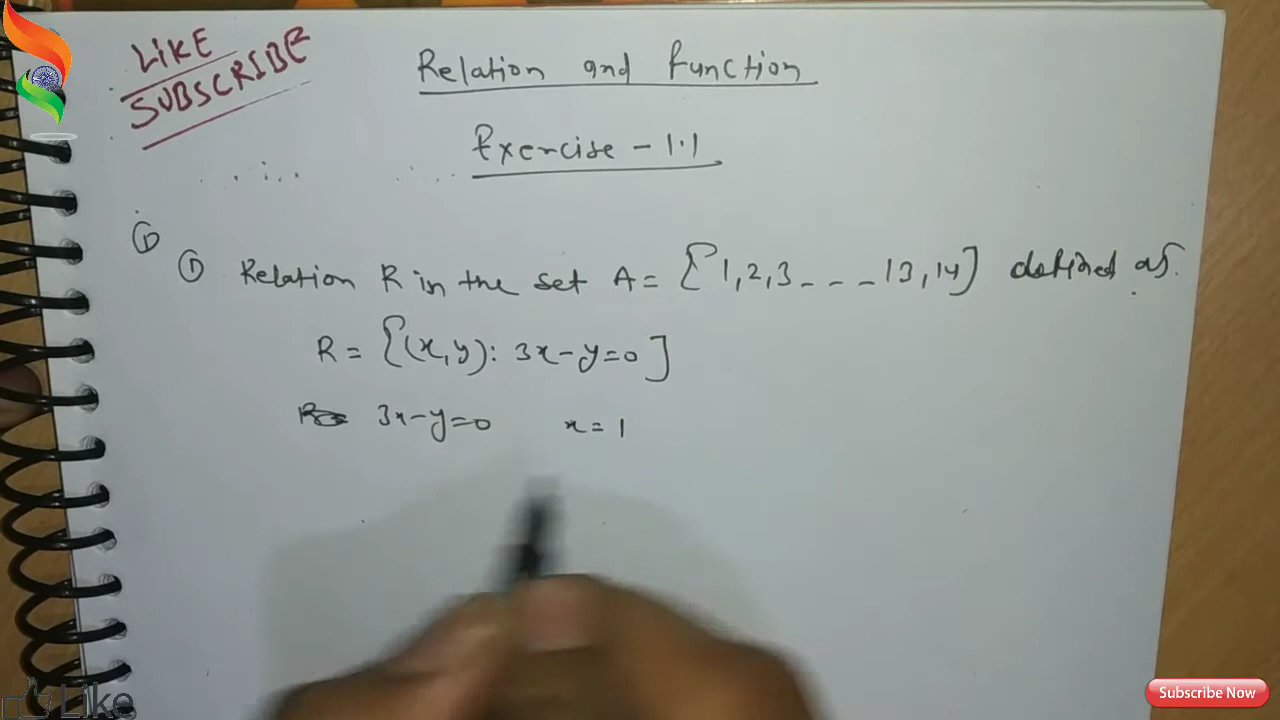 LIKE
SUBSCRIBE
Relation and Function
Exercise - 1.1
①
① Relation R in the set A = {1,2,3 - - - 13, 14} defined as.
R = {(x,y): 3x-y=0}
3x-y=0 x = 1
Like
Subscribe Now